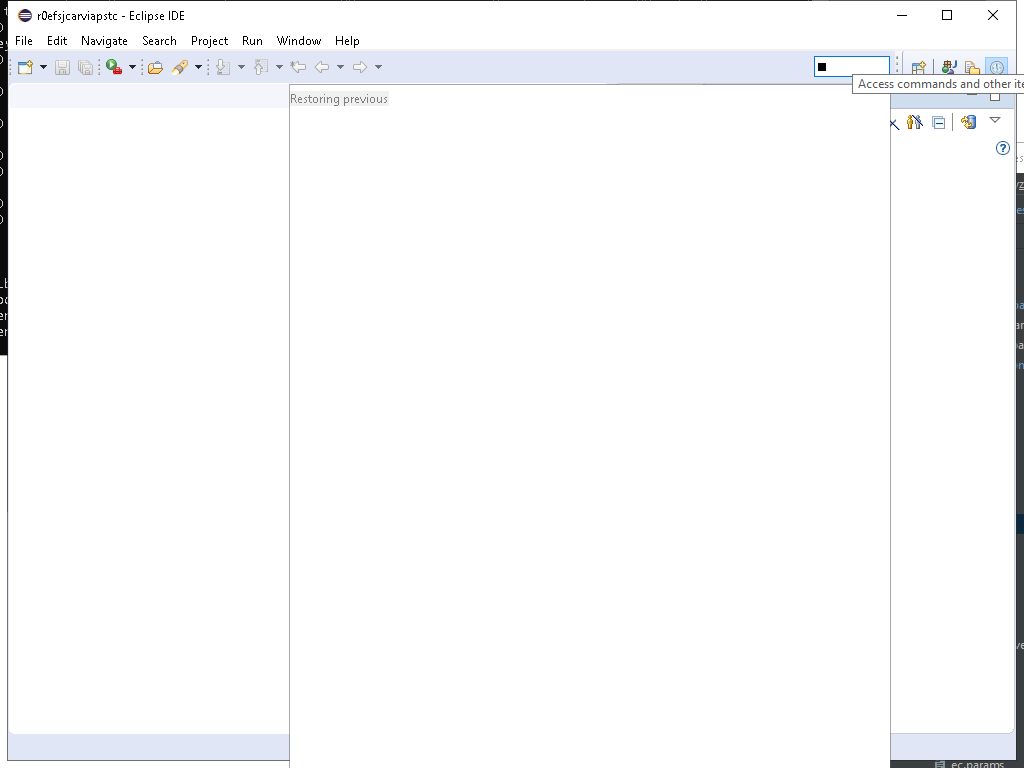 r0efsjcarviapstc - Eclipse IDE
File Edit Navigate Search Project Run Window Help
Access commands and other ite
Restoring previous
ec.params